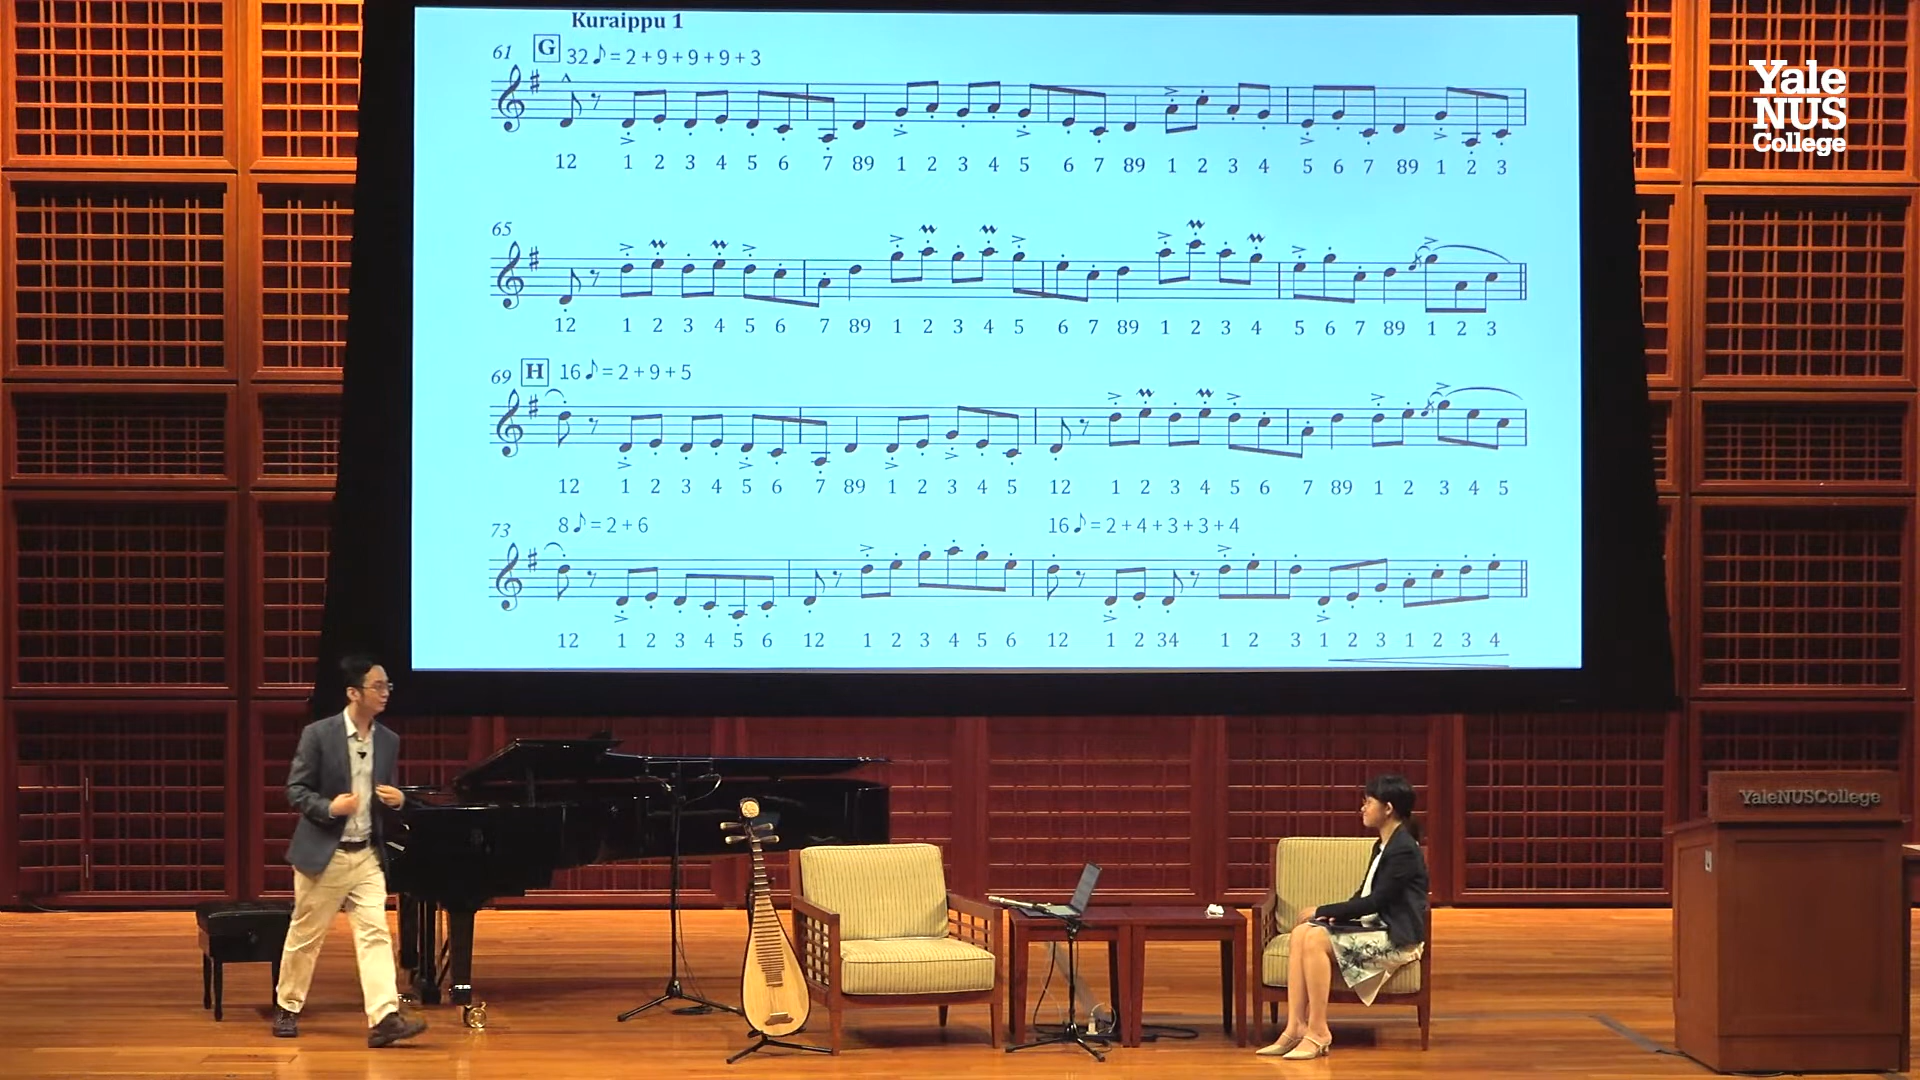 Kuraippu 1
61 G 32♪= 2 + 9 + 9 + 9 + 3
12 1 2 3 4 5 6 7 89 1 2 3 4 5 6 7 89 1 2 3 4 5 6 7 89 1 2 3
65
12 1 2 3 4 5 6 7 89 1 2 3 4 5 6 7 89 1 2 3 4 5 6 7 89 1 2 3
69 H 16♪= 2 + 9 + 5
12 1 2 3 4 5 6 7 89 1 2 3 4 5 12 1 2 3 4 5 6 7 89 1 2 3 4 5
73 8♪= 2 + 6 16♪= 2 + 4 + 3 + 3 + 4
12 1 2 3 4 5 6 12 1 2 3 4 5 6 12 1 2 34 1 2 3 1 2 3 1 2 3 4
Yale
NUS
College
YaleNUSCollege